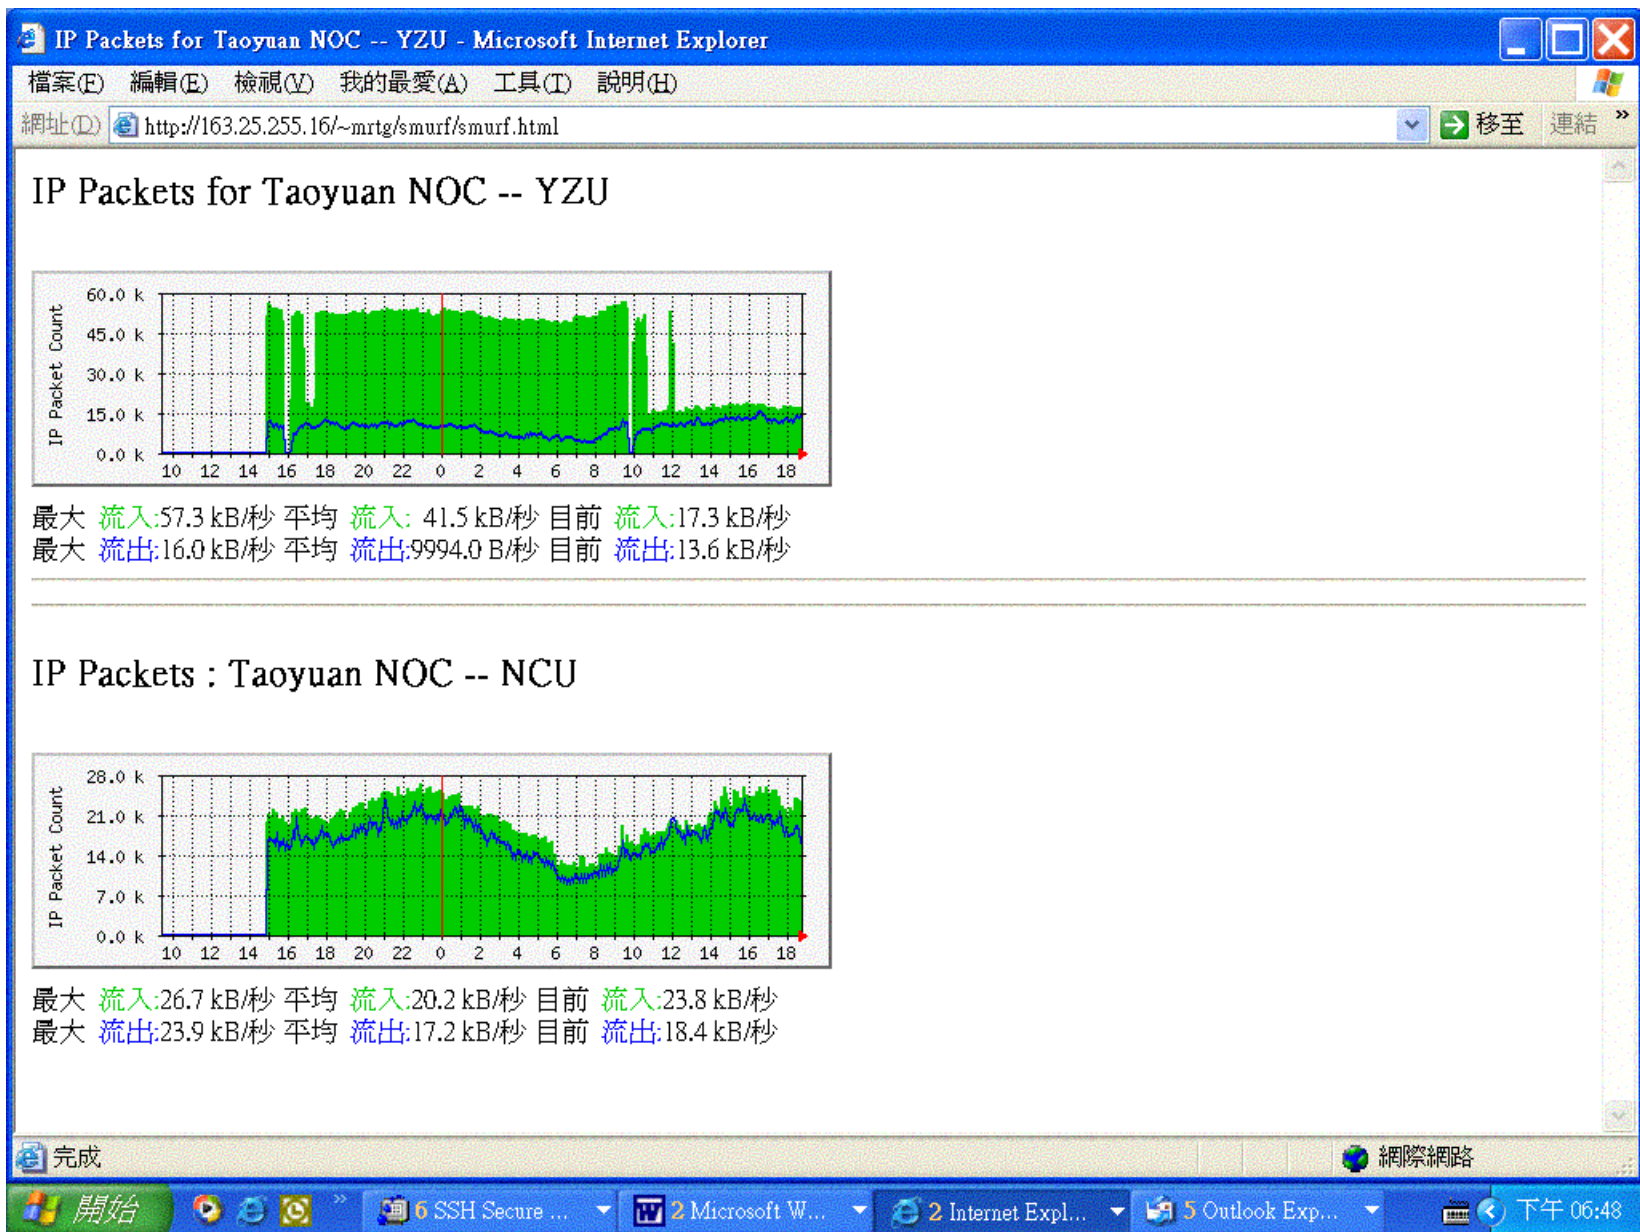 IP Packets for Taoyuan NOC -- YZU - Microsoft Internet Explorer
檔案(F) 編輯(E) 檢視(V) 我的最愛(A) 工具(T) 說明(H)
網址(D) http://163.25.255.16/~mrtg/smurf/smurf.html 移至 連結 »
IP Packets for Taoyuan NOC -- YZU
IP Packet Count
60.0 k
45.0 k
30.0 k
15.0 k
0.0 k
10 12 14 16 18 20 22 0 2 4 6 8 10 12 14 16 18
最大 流入:57.3 kB/秒 平均 流入: 41.5 kB/秒 目前 流入:17.3 kB/秒
最大 流出:16.0 kB/秒 平均 流出:9994.0 B/秒 目前 流出:13.6 kB/秒
IP Packets : Taoyuan NOC -- NCU
IP Packet Count
28.0 k
21.0 k
14.0 k
7.0 k
0.0 k
10 12 14 16 18 20 22 0 2 4 6 8 10 12 14 16 18
最大 流入:26.7 kB/秒 平均 流入:20.2 kB/秒 目前 流入:23.8 kB/秒
最大 流出:23.9 kB/秒 平均 流出:17.2 kB/秒 目前 流出:18.4 kB/秒
完成 網際網路
開始 » 6 SSH Secure ... 2 Microsoft W... 2 Internet Expl... 5 Outlook Exp... 下午 06:48